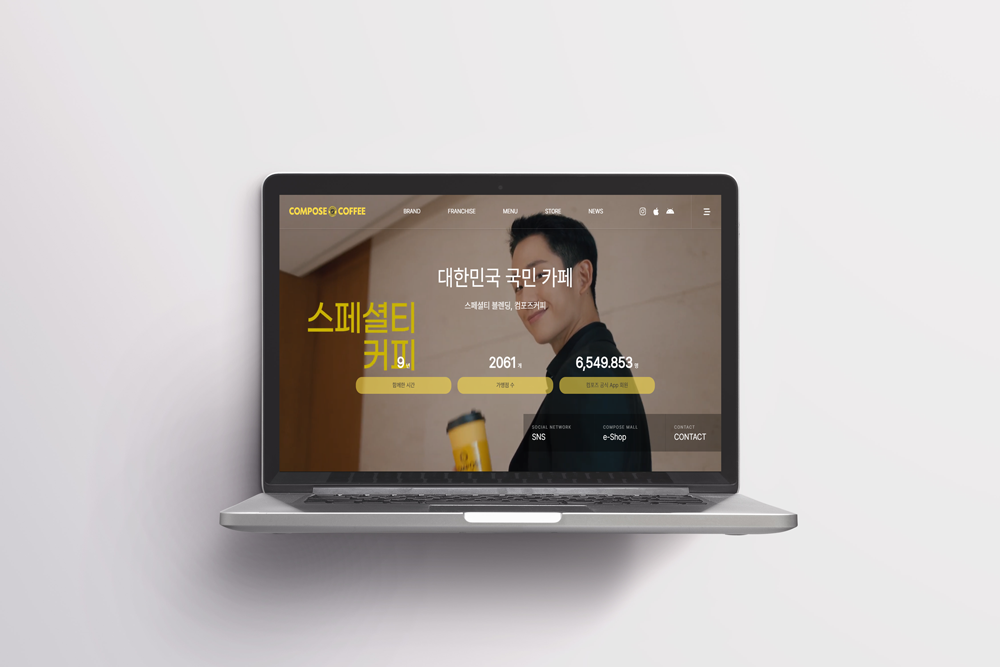 COMPOSE COFFEE
BRAND FRANCHISE MENU STORE NEWS
대한민국 국민 카페
스페셜티 블렌딩, 컴포즈커피
스페셜티
커피
9년 2061개 6,549.853명
함께한 시간 가맹점 수 컴포즈 공식 App 회원
SOCIAL NETWORK COMPOSE MALL CONTACT
SNS e-Shop CONTACT